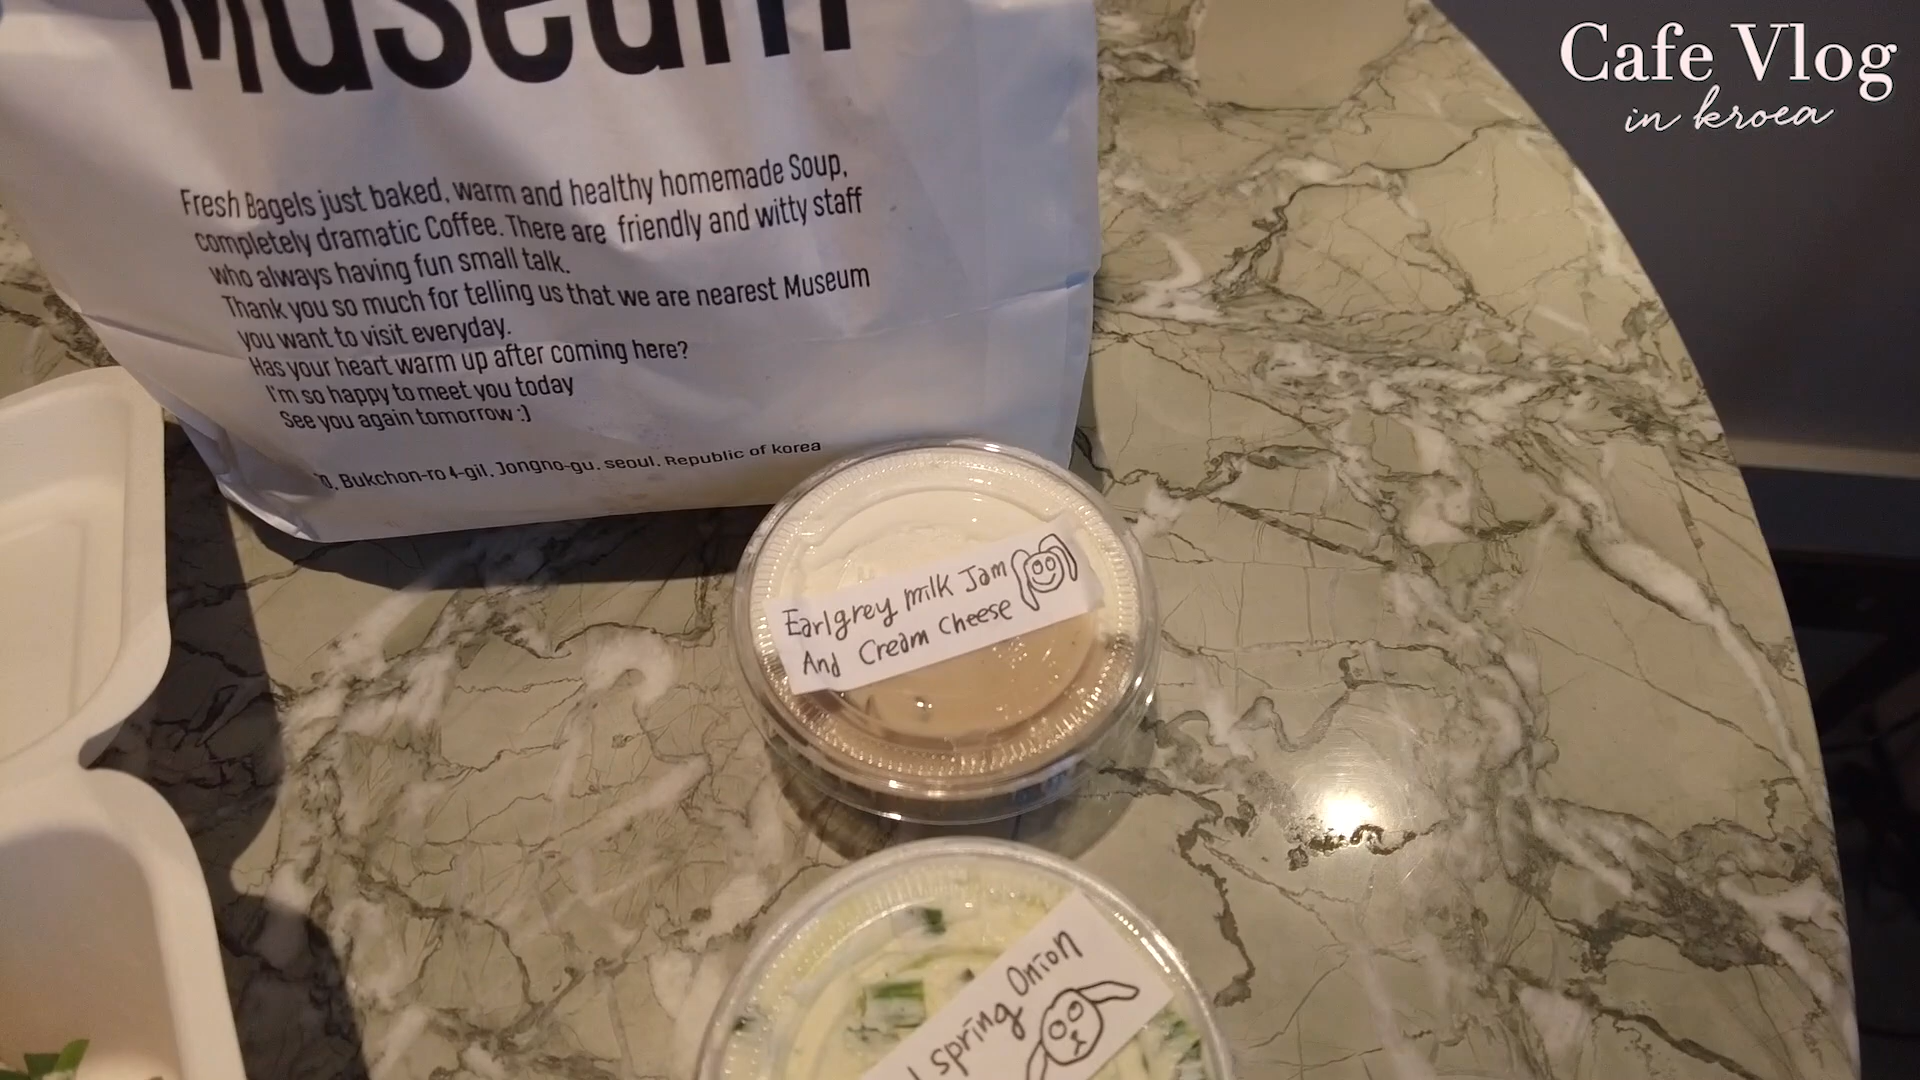 Museum
Cafe Vlog
in kroea
Fresh Bagels just baked, warm and healthy homemade Soup,
completely dramatic Coffee. There are friendly and witty staff
who always having fun small talk.
Thank you so much for telling us that we are nearest Museum
you want to visit everyday.
Has your heart warm up after coming here?
I'm so happy to meet you today
See you again tomorrow :]
Bukchon-ro 4-gil. Jongno-gu. seoul. Republic of korea
Earlgrey milk Jam
And Cream cheese
spring Onion